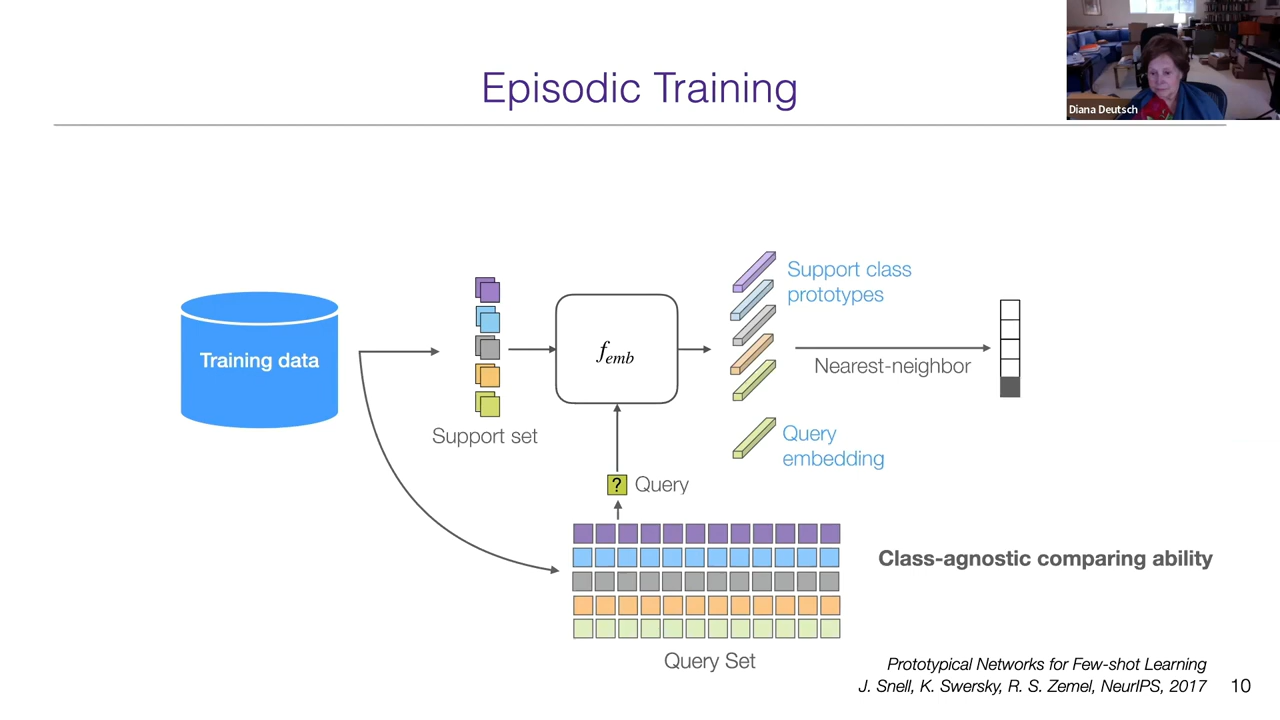 Episodic Training
Diana Deutsch
Training data
Support set
femb
Support class
prototypes
Nearest-neighbor
Query
embedding
? Query
Class-agnostic comparing ability
Query Set
Prototypical Networks for Few-shot Learning
J. Snell, K. Swersky, R. S. Zemel, NeurIPS, 2017
10